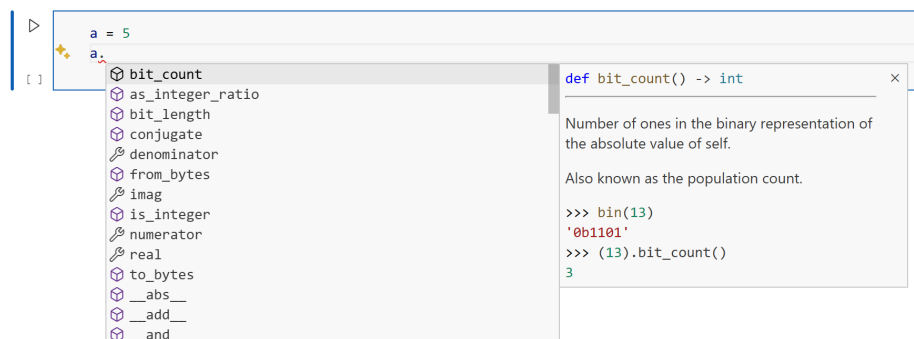 a = 5
a.
[ ]
bit_count
as_integer_ratio
bit_length
conjugate
denominator
from_bytes
imag
is_integer
numerator
real
to_bytes
__abs__
__add__
__and__
def bit_count() -> int
Number of ones in the binary representation of
the absolute value of self.
Also known as the population count.
>>> bin(13)
'0b1101'
>>> (13).bit_count()
3